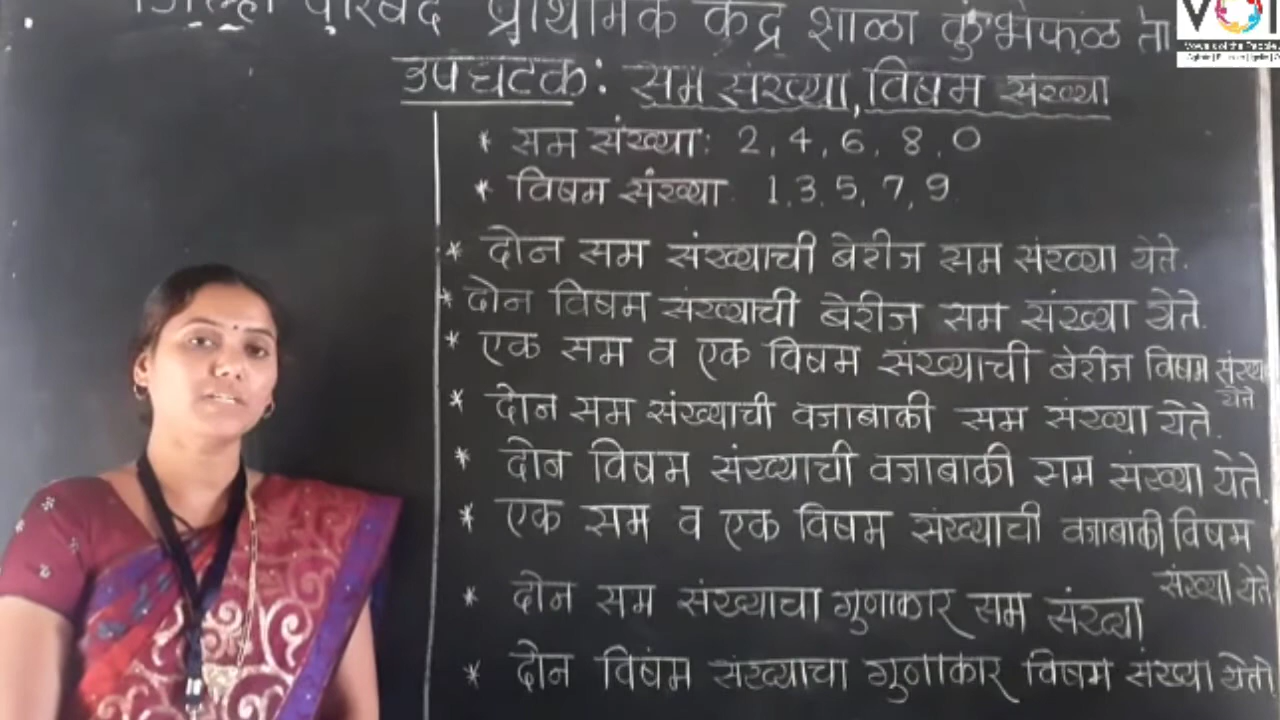 जिल्हा परिषद प्राथमिक केंद्र शाळा कुंभेफळ ता
उपघटक: सम संख्या, विषम संख्या
* सम संख्या: 2, 4, 6, 8, 0
* विषम संख्या 1, 3, 5, 7, 9
* दोन सम संख्याची बेरीज सम संख्या येते.
* दोन विषम संख्याची बेरीज सम संख्या येते.
* एक सम व एक विषम संख्याची बेरीज विषम संख्या
येते
* दोन सम संख्याची वजाबाकी सम संख्या येते.
* दोन विषम संख्याची वजाबाकी सम संख्या येते.
* एक सम व एक विषम संख्याची वजाबाकी विषम
संख्या येते
* दोन सम संख्याचा गुणाकार सम संख्या
* दोन विषम संख्याचा गुणाकार विषम संख्या येतो